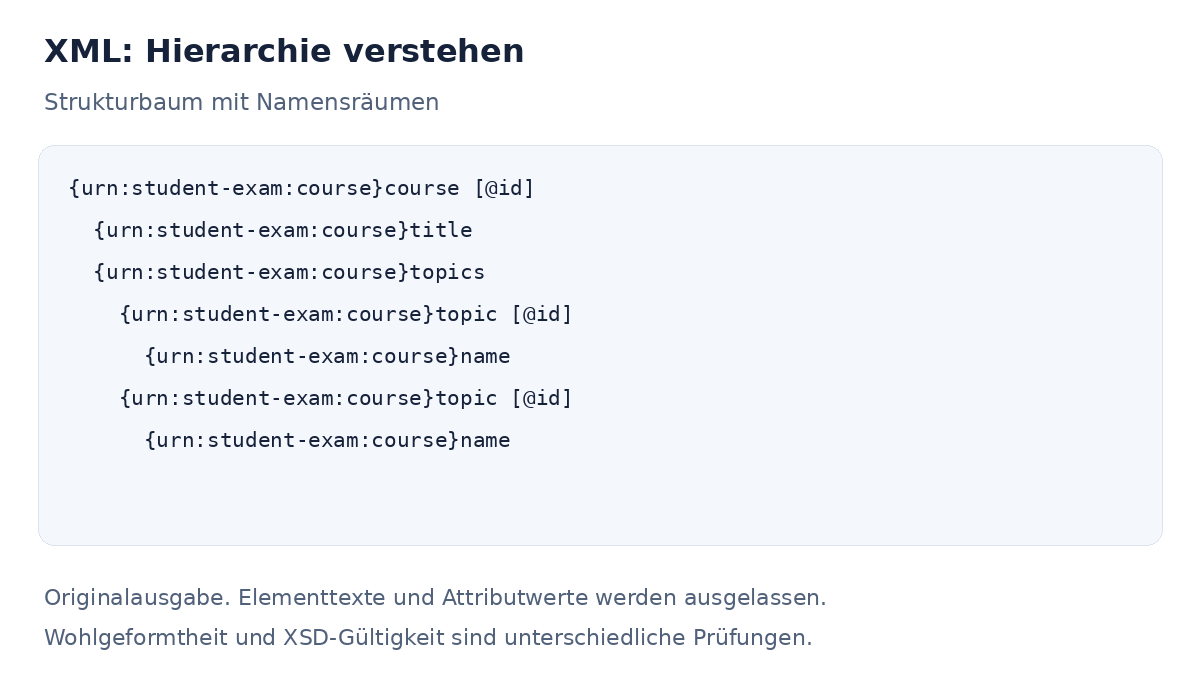 XML: Hierarchie verstehen
Strukturbaum mit Namensräumen
{urn:student-exam:course}course [@id]
  {urn:student-exam:course}title
  {urn:student-exam:course}topics
    {urn:student-exam:course}topic [@id]
      {urn:student-exam:course}name
    {urn:student-exam:course}topic [@id]
      {urn:student-exam:course}name
Originalausgabe. Elementtexte und Attributwerte werden ausgelassen.
Wohlgeformtheit und XSD-Gültigkeit sind unterschiedliche Prüfungen.